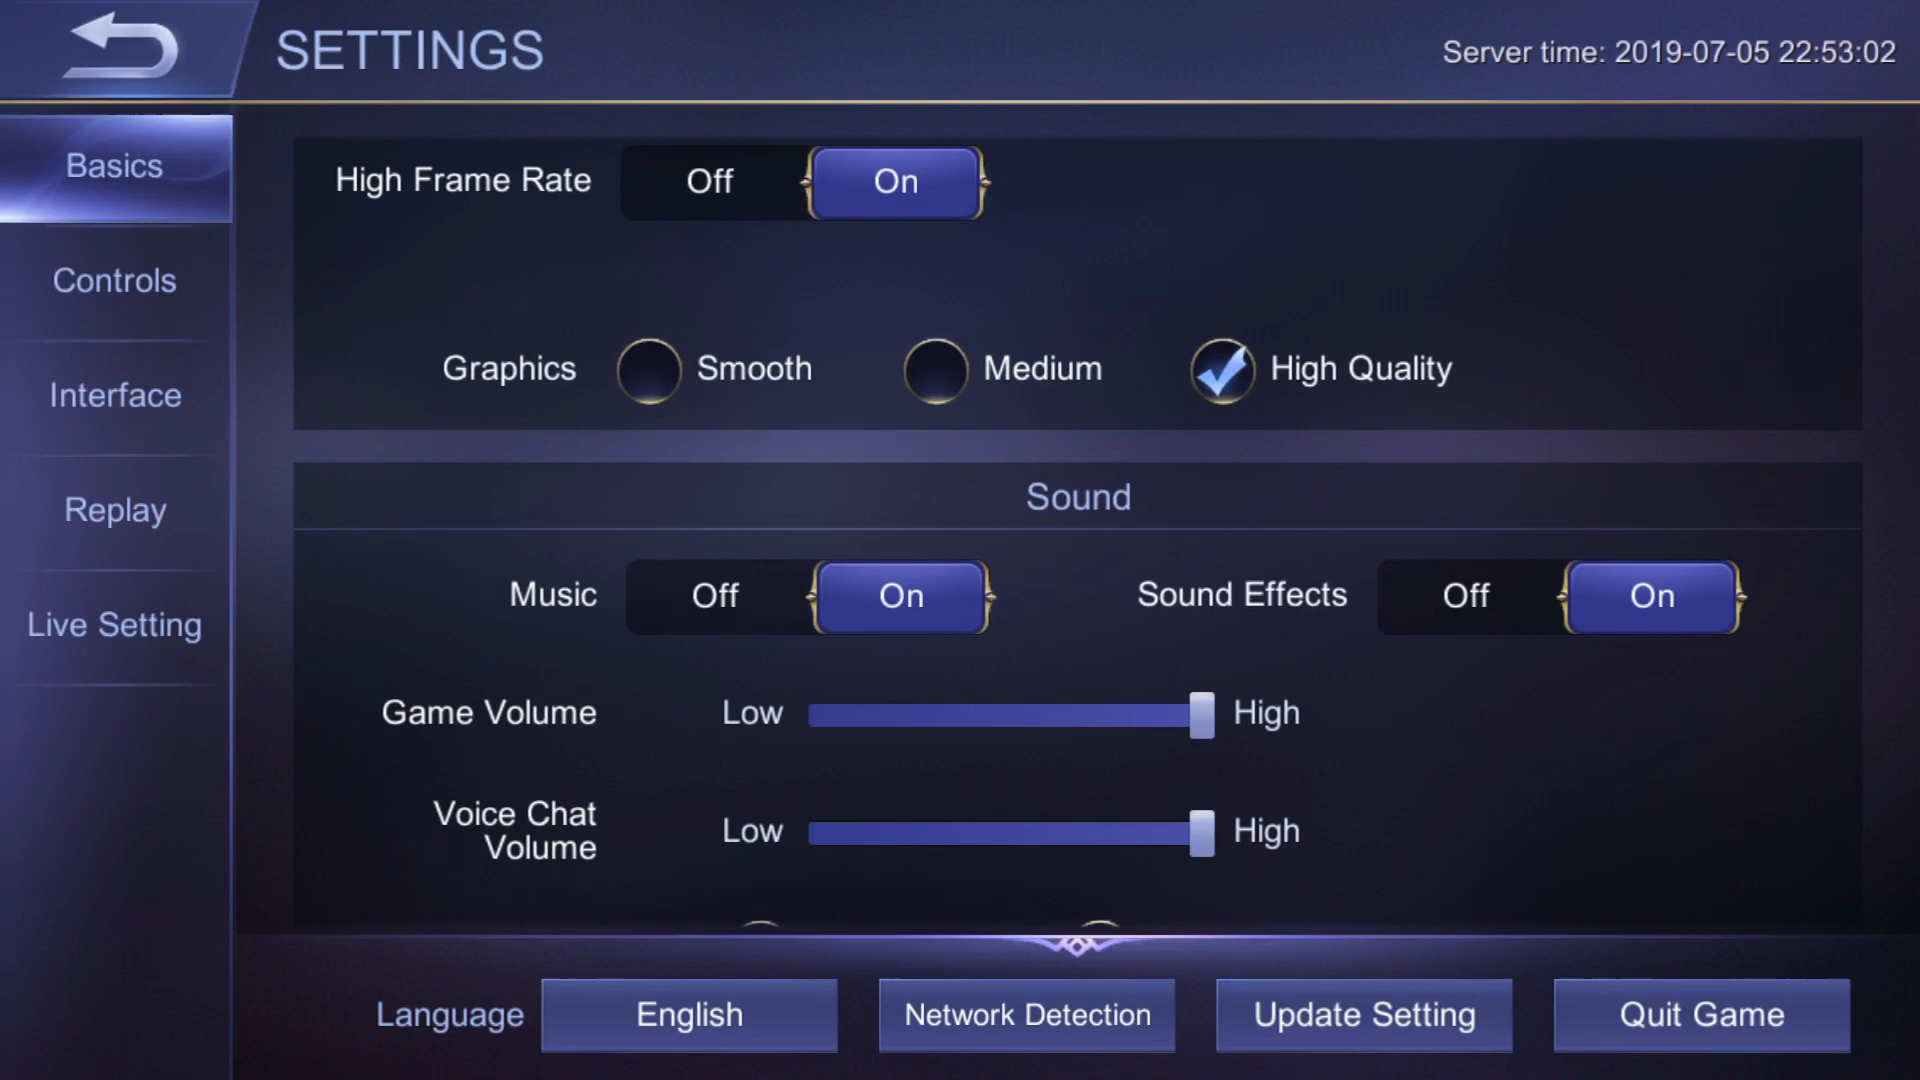 SETTINGS
Server time: 2019-07-05 22:53:02
Basics
Controls
Interface
Replay
Live Setting
High Frame Rate Off On
Graphics Smooth Medium High Quality
Sound
Music Off On Sound Effects Off On
Game Volume Low High
Voice Chat
Volume Low High
Language English Network Detection Update Setting Quit Game